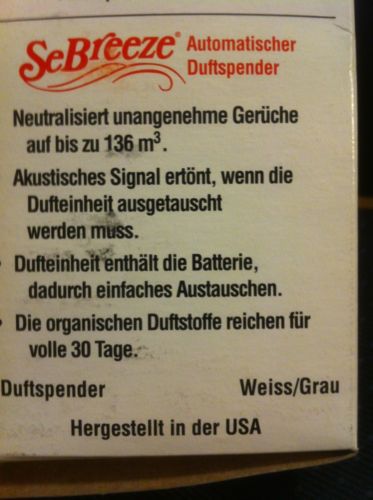 SeBreeze® Automatischer
Duftspender
Neutralisiert unangenehme Gerüche
auf bis zu 136 m³.
Akustisches Signal ertönt, wenn die
Dufteinheit ausgetauscht
werden muss.
• Dufteinheit enthält die Batterie,
dadurch einfaches Austauschen.
• Die organischen Duftstoffe reichen für
volle 30 Tage.
Duftspender Weiss/Grau
Hergestellt in der USA